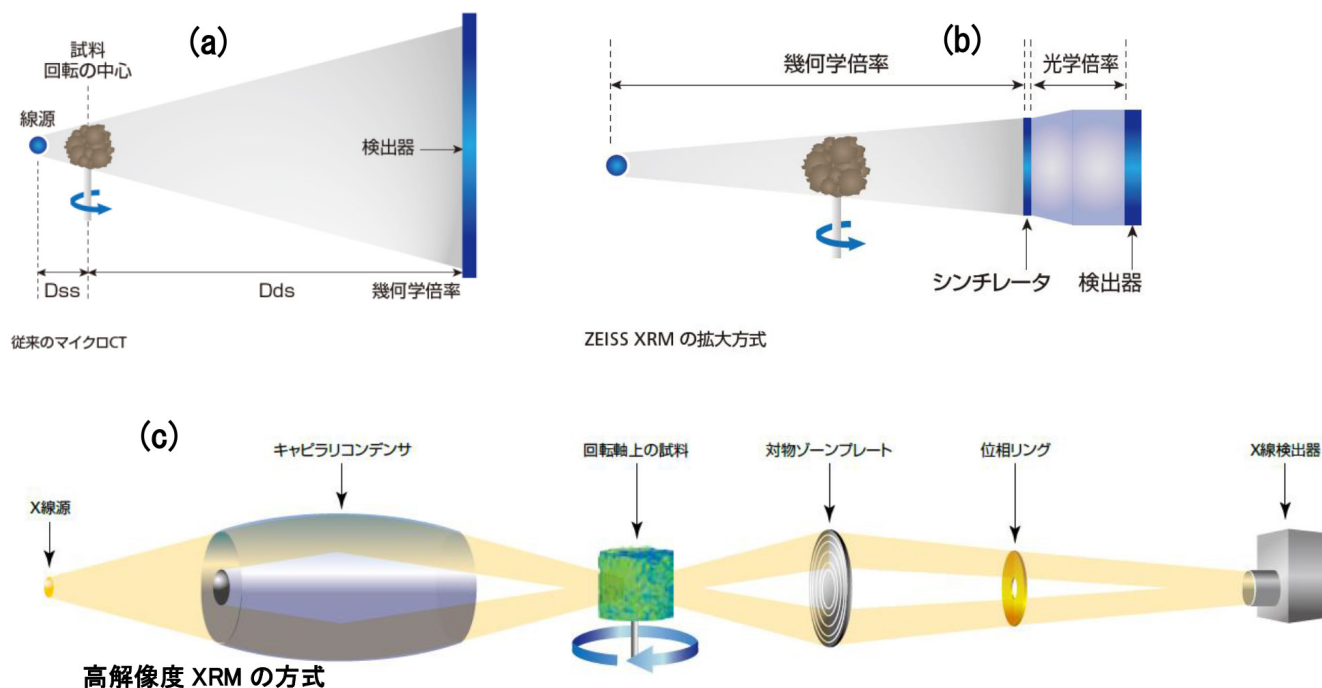 (a)
試料
回転の中心
線源
検出器
Dss
Dds
幾何学倍率
従来のマイクロCT
(b)
幾何学倍率
光学倍率
シンチレータ
検出器
ZEISS XRM の拡大方式
(c)
キャピラリコンデンサ
回転軸上の試料
対物ゾーンプレート
位相リング
X線検出器
X線源
高解像度 XRM の方式